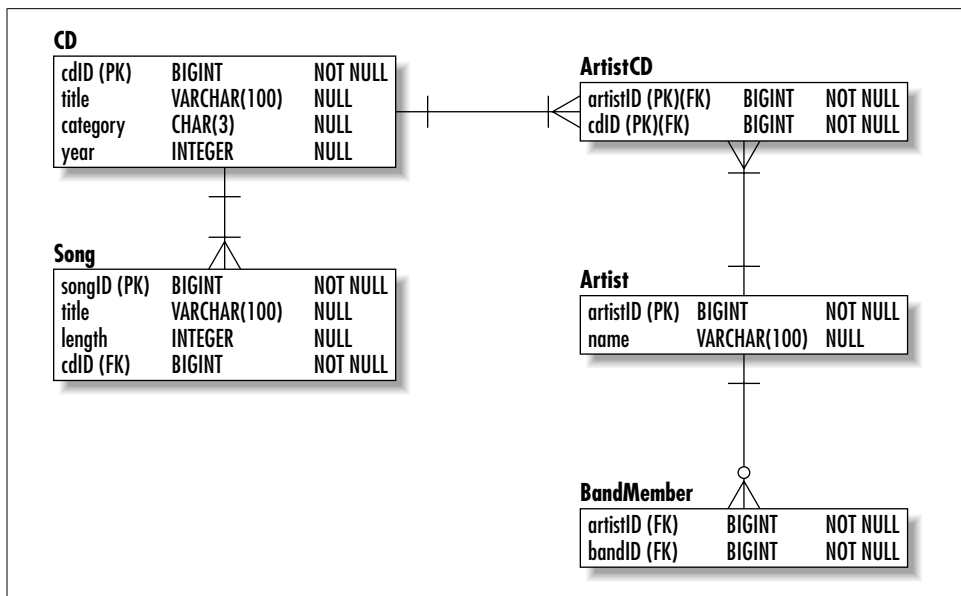 CD
cdID (PK) BIGINT NOT NULL
title VARCHAR(100) NULL
category CHAR(3) NULL
year INTEGER NULL
ArtistCD
artistID (PK)(FK) BIGINT NOT NULL
cdID (PK)(FK) BIGINT NOT NULL
Song
songID (PK) BIGINT NOT NULL
title VARCHAR(100) NULL
length INTEGER NULL
cdID (FK) BIGINT NOT NULL
Artist
artistID (PK) BIGINT NOT NULL
name VARCHAR(100) NULL
BandMember
artistID (FK) BIGINT NOT NULL
bandID (FK) BIGINT NOT NULL